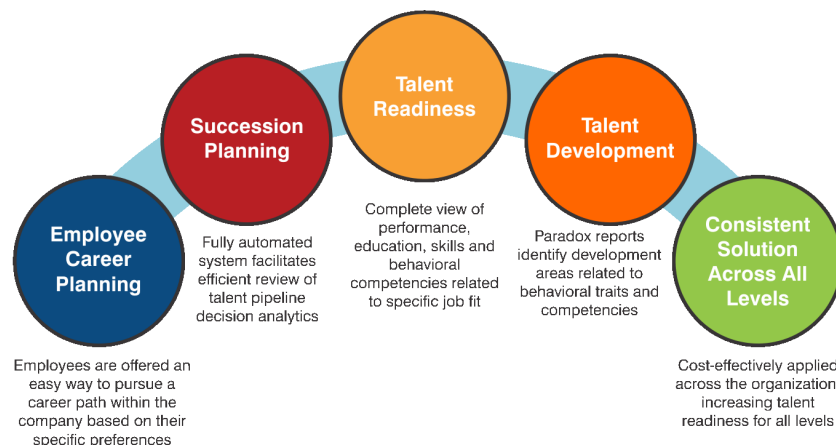 Employee
Career
Planning
Employees are offered an
easy way to pursue a
career path within the
company based on their
specific preferences
Succession
Planning
Fully automated
system facilitates
efficient review of
talent pipeline
decision analytics
Talent
Readiness
Complete view of
performance,
education, skills and
behavioral
competencies related
to specific job fit
Talent
Development
Paradox reports
identify development
areas related to
behavioral traits and
competencies
Consistent
Solution
Across All
Levels
Cost-effectively applied
across the organization
increasing talent
readiness for all levels